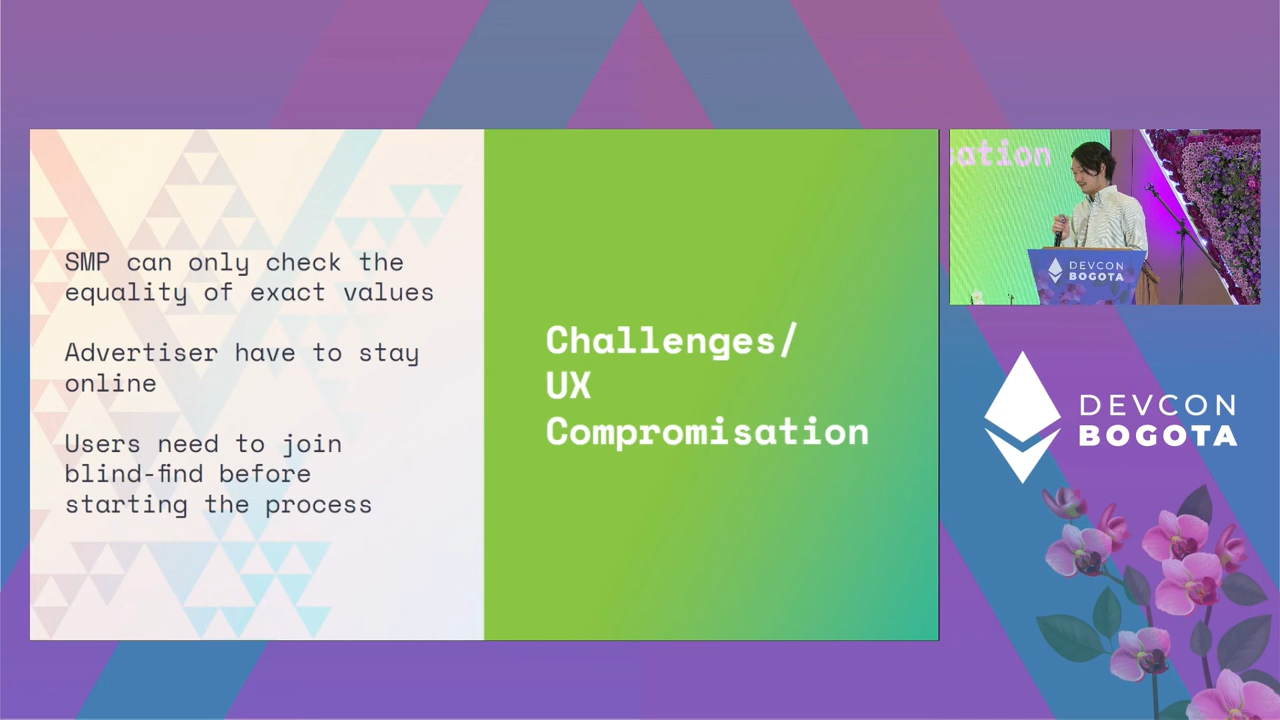 SMP can only check the
equality of exact values
Advertiser have to stay
online
Users need to join
blind-find before
starting the process
Challenges/
UX
Compromisation
sation
DEVCON
BOGOTA
DEVCON
BOGOTA